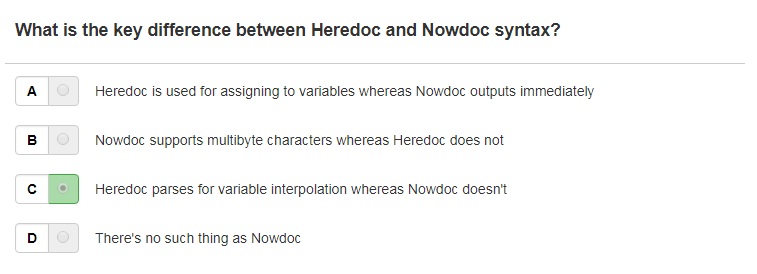 What is the key difference between Heredoc and Nowdoc syntax?
A Heredoc is used for assigning to variables whereas Nowdoc outputs immediately
B Nowdoc supports multibyte characters whereas Heredoc does not
C Heredoc parses for variable interpolation whereas Nowdoc doesn't
D There's no such thing as Nowdoc